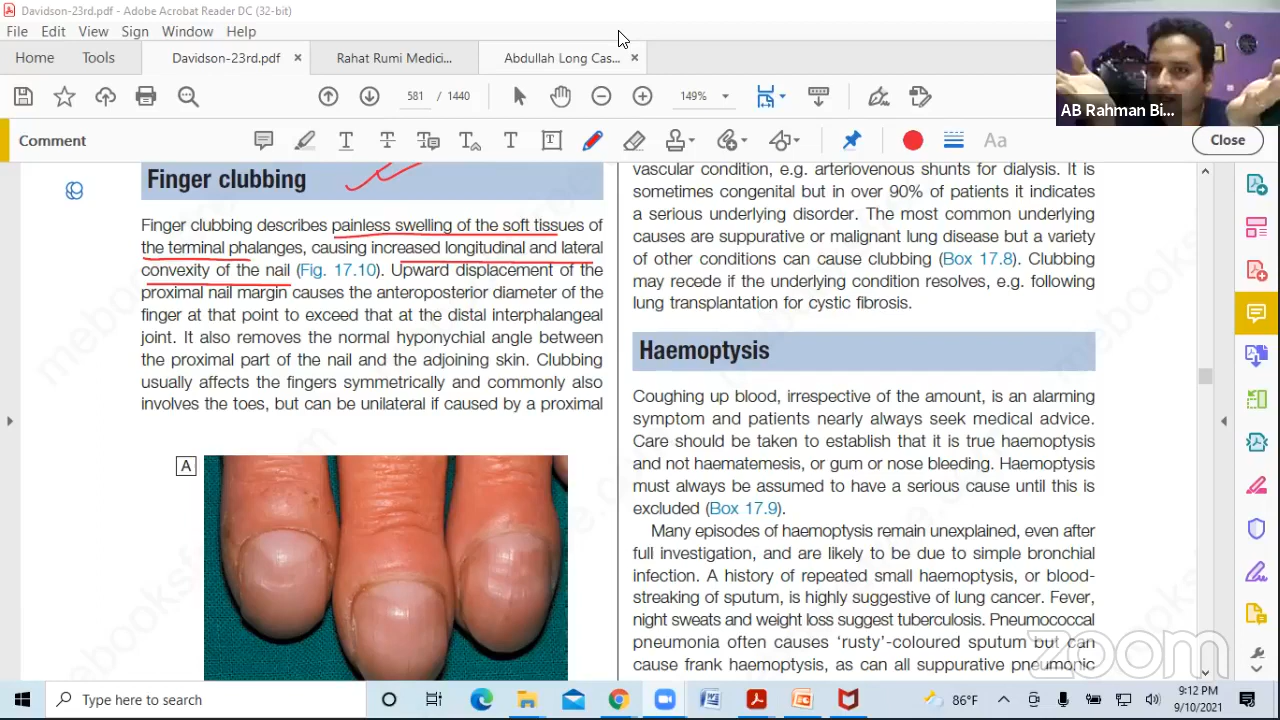 Davidson-23rd.pdf - Adobe Acrobat Reader DC (32-bit)
File Edit View Sign Window Help
Home Tools Davidson-23rd.pdf × Rahat Rumi Medici... Abdullah Long Cas... ×
581 / 1440 149%
AB Rahman Bi...
Comment
Close
Finger clubbing
Finger clubbing describes painless swelling of the soft tissues of
the terminal phalanges, causing increased longitudinal and lateral
convexity of the nail (Fig. 17.10). Upward displacement of the
proximal nail margin causes the anteroposterior diameter of the
finger at that point to exceed that at the distal interphalangeal
joint. It also removes the normal hyponychial angle between
the proximal part of the nail and the adjoining skin. Clubbing
usually affects the fingers symmetrically and commonly also
involves the toes, but can be unilateral if caused by a proximal
A
vascular condition, e.g. arteriovenous shunts for dialysis. It is
sometimes congenital but in over 90% of patients it indicates
a serious underlying disorder. The most common underlying
causes are suppurative or malignant lung disease but a variety
of other conditions can cause clubbing (Box 17.8). Clubbing
may recede if the underlying condition resolves, e.g. following
lung transplantation for cystic fibrosis.
Haemoptysis
Coughing up blood, irrespective of the amount, is an alarming
symptom and patients nearly always seek medical advice.
Care should be taken to establish that it is true haemoptysis
and not haematemesis, or gum or nose bleeding. Haemoptysis
must always be assumed to have a serious cause until this is
excluded (Box 17.9).
Many episodes of haemoptysis remain unexplained, even after
full investigation, and are likely to be due to simple bronchial
infection. A history of repeated small haemoptysis, or blood-
streaking of sputum, is highly suggestive of lung cancer. Fever,
night sweats and weight loss suggest tuberculosis. Pneumococcal
pneumonia often causes ‘rusty’-coloured sputum but can
cause frank haemoptysis, as can all suppurative pneumonic
zoom
Type here to search
86°F
9:12 PM
9/10/2021